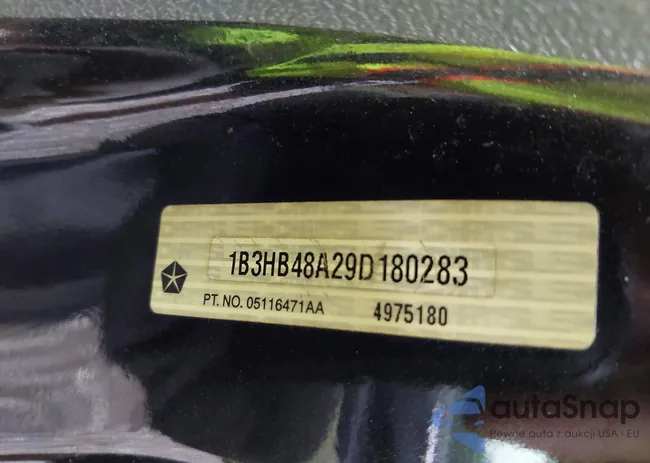 1B3HB48A29D180283
PT. NO. 05116471AA 4975180
autaSnap
Pewne auta z aukcji USA i EU